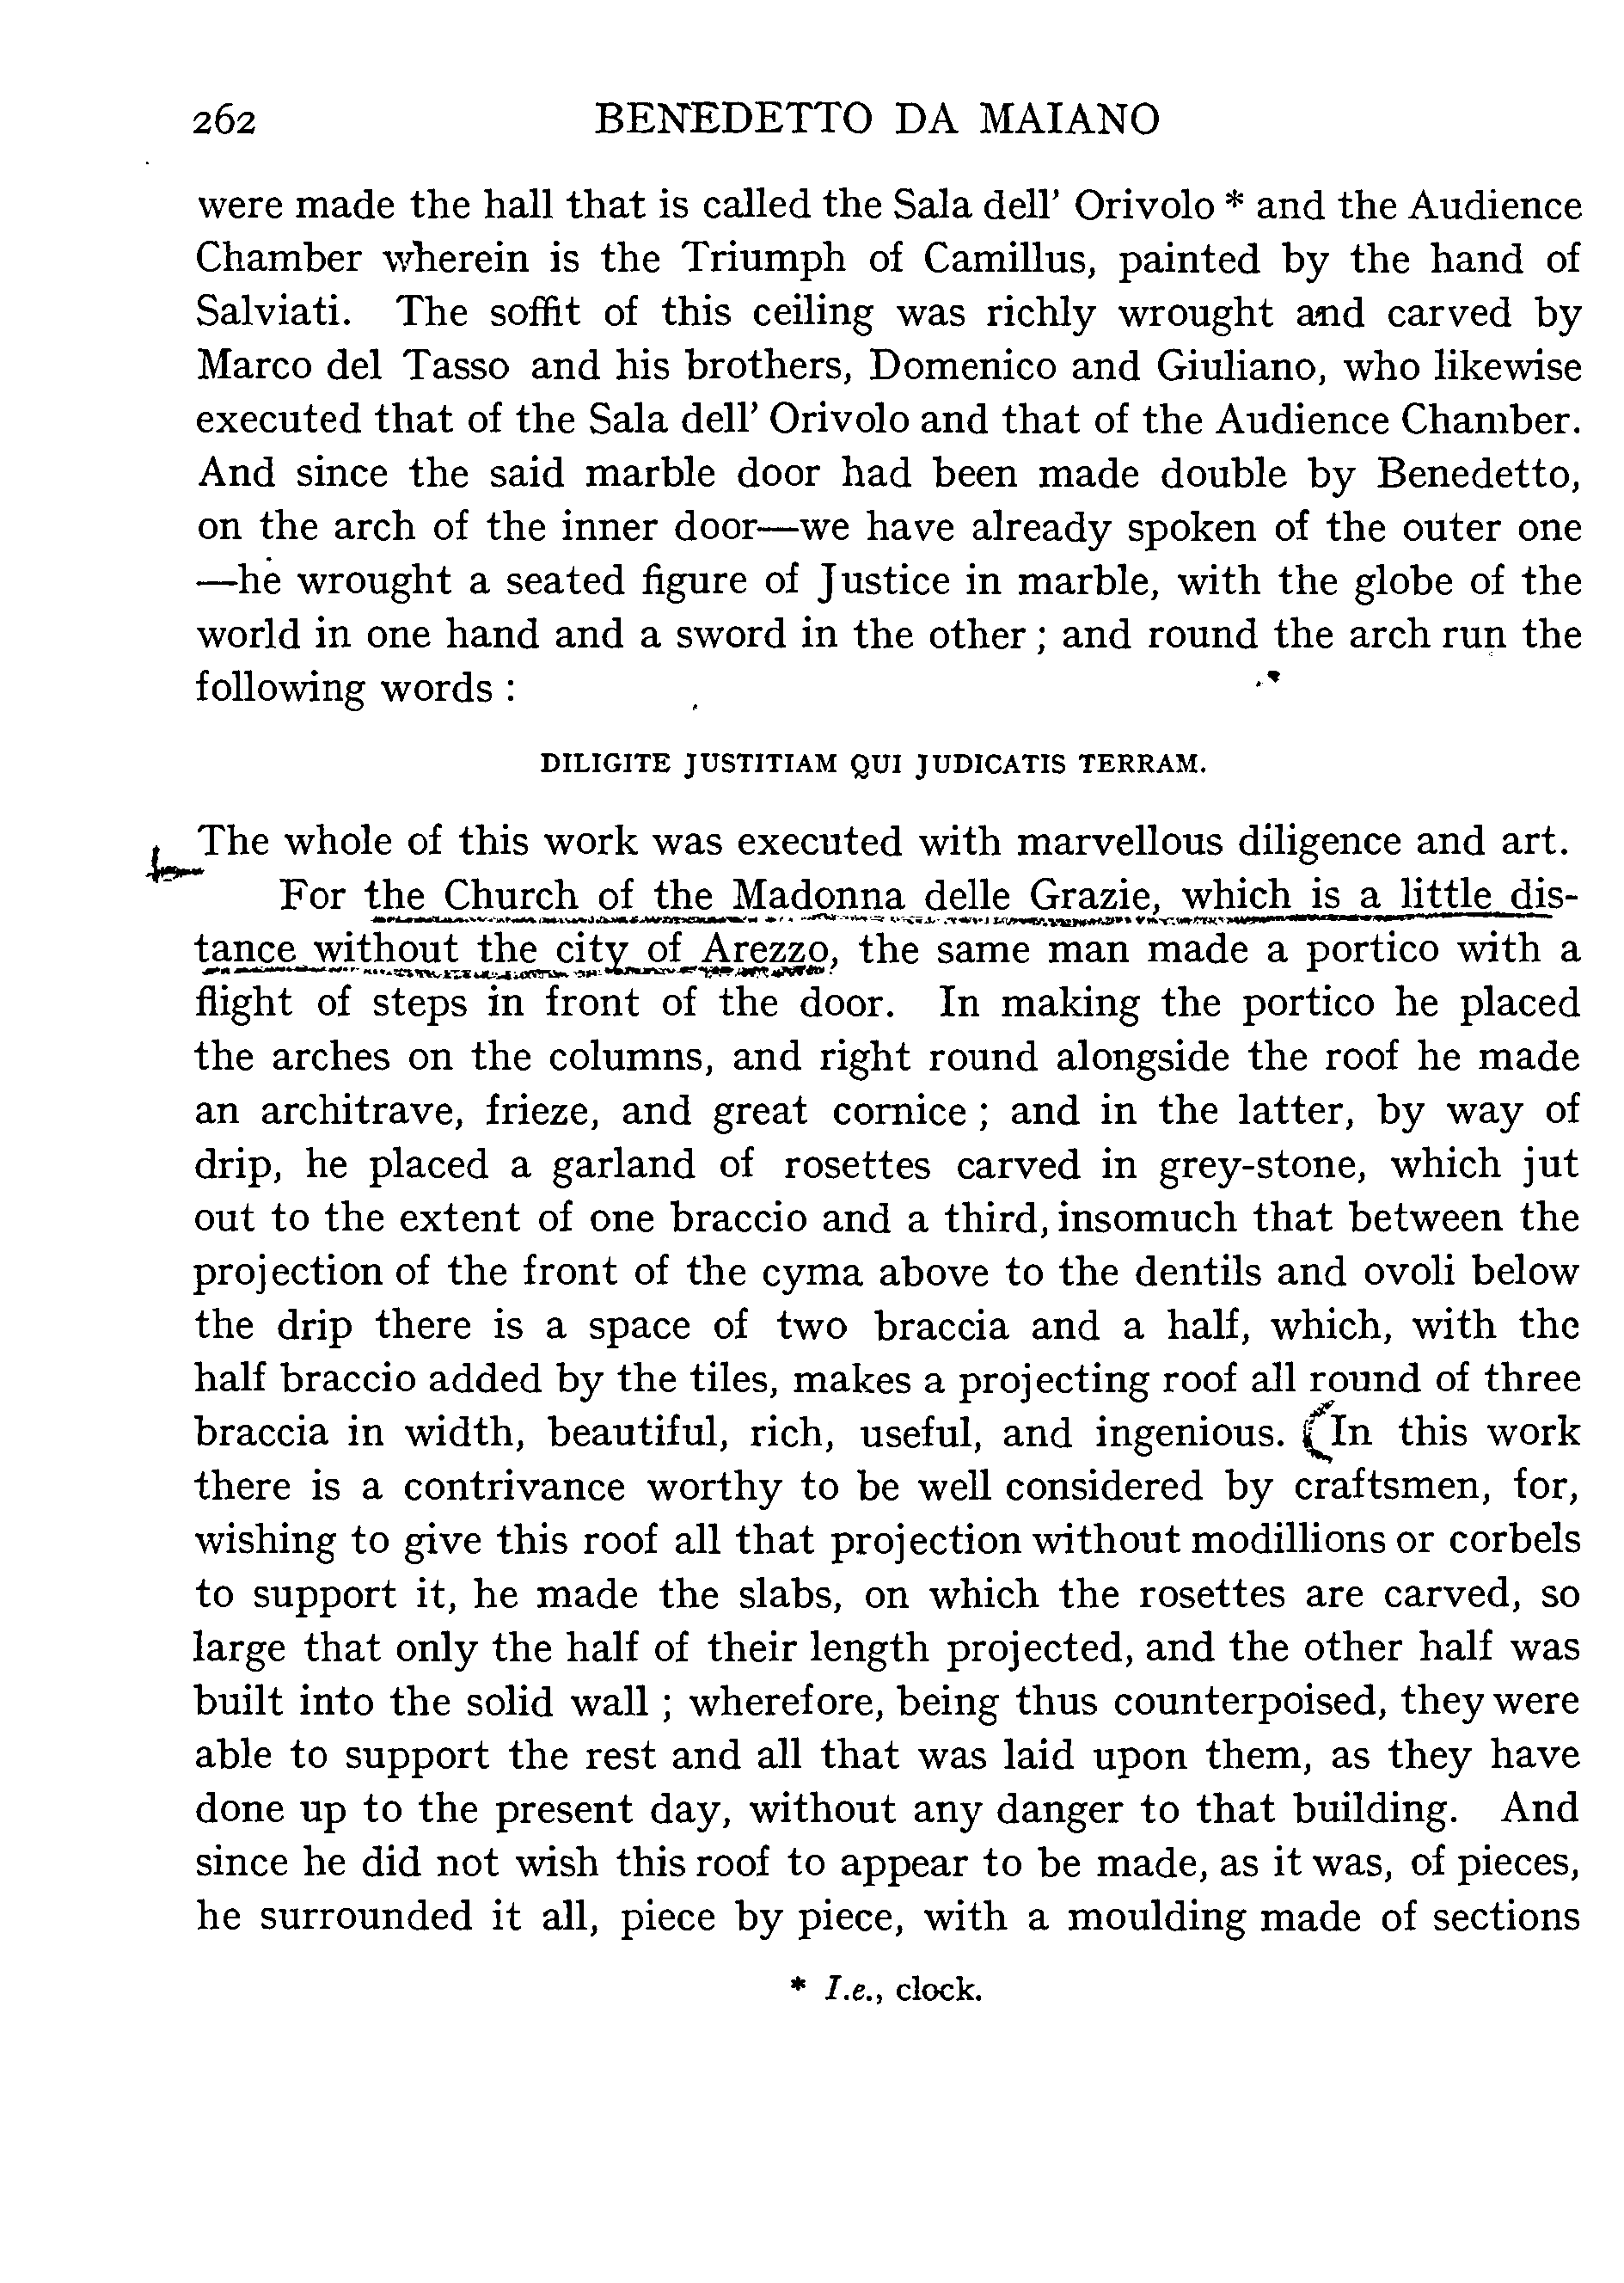 262 BENEDETTO DA MAIANO
were made the hall that is called the Sala dell' Orivolo * and the Audience
Chamber wherein is the Triumph of Camillus, painted by the hand of
Salviati. The soffit of this ceiling was richly wrought and carved by
Marco del Tasso and his brothers, Domenico and Giuliano, who likewise
executed that of the Sala dell' Orivolo and that of the Audience Chamber.
And since the said marble door had been made double by Benedetto,
on the arch of the inner door—we have already spoken of the outer one
—he wrought a seated figure of Justice in marble, with the globe of the
world in one hand and a sword in the other ; and round the arch run the
following words :
DILIGITE JUSTITIAM QUI JUDICATIS TERRAM.
The whole of this work was executed with marvellous diligence and art.
For the Church of the Madonna delle Grazie, which is a little dis-
tance without the city of Arezzo, the same man made a portico with a
flight of steps in front of the door. In making the portico he placed
the arches on the columns, and right round alongside the roof he made
an architrave, frieze, and great cornice ; and in the latter, by way of
drip, he placed a garland of rosettes carved in grey-stone, which jut
out to the extent of one braccio and a third, insomuch that between the
projection of the front of the cyma above to the dentils and ovoli below
the drip there is a space of two braccia and a half, which, with the
half braccio added by the tiles, makes a projecting roof all round of three
braccia in width, beautiful, rich, useful, and ingenious. (In this work
there is a contrivance worthy to be well considered by craftsmen, for,
wishing to give this roof all that projection without modillions or corbels
to support it, he made the slabs, on which the rosettes are carved, so
large that only the half of their length projected, and the other half was
built into the solid wall ; wherefore, being thus counterpoised, they were
able to support the rest and all that was laid upon them, as they have
done up to the present day, without any danger to that building. And
since he did not wish this roof to appear to be made, as it was, of pieces,
he surrounded it all, piece by piece, with a moulding made of sections
* I.e., clock.